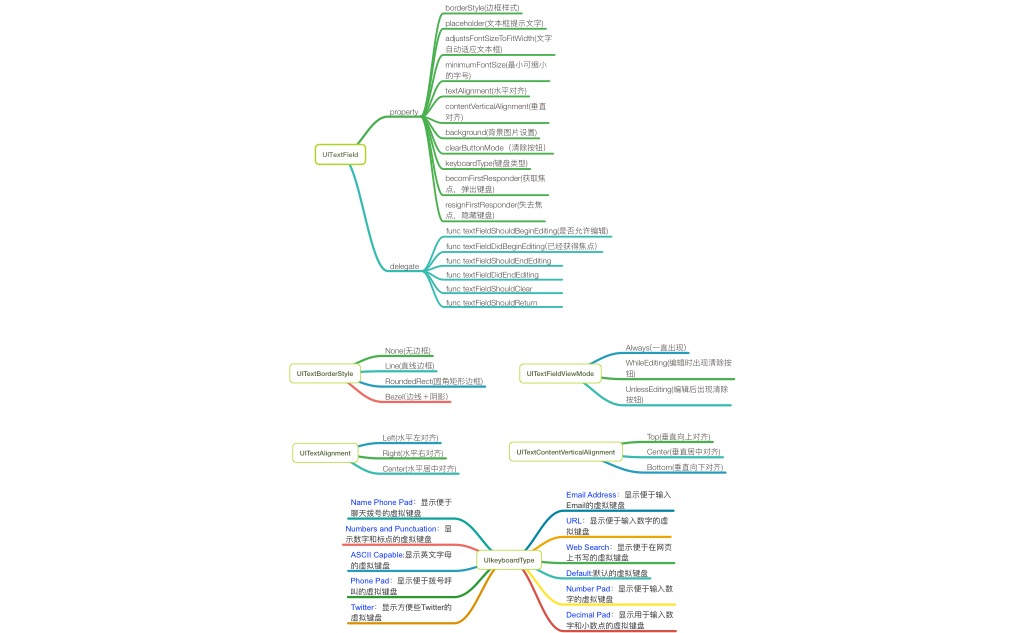 UITextField
property
borderStyle(边框样式)
placeholder(文本框提示文字)
adjustsFontSizeToFitWidth(文字
自动适应文本框)
minimumFontSize(最小可缩小
的字号)
textAlignment(水平对齐)
contentVerticalAlignment(垂直
对齐)
background(背景图片设置)
clearButtonMode（清除按钮）
keyboardType(键盘类型)
becomFirstResponder(获取焦
点，弹出键盘)
resignFirstResponder(失去焦
点，隐藏键盘)
delegate
func textFieldShouldBeginEditing(是否允许编辑)
func textFieldDidBeginEditing(已经获得焦点）
func textFieldShouldEndEditing
func textFieldDidEndEditing
func textFieldShouldClear
func textFieldShouldReturn
UITextBorderStyle
None(无边框)
Line(直线边框)
RoundedRect(圆角矩形边框)
Bezel(边线＋阴影)
UITextFieldViewMode
Always(一直出现)
WhileEditing(编辑时出现清除按
钮)
UnlessEditing(编辑后出现清除
按钮)
UITextAlignment
Left(水平左对齐)
Right(水平右对齐)
Center(水平居中对齐)
UITextContentVerticalAlignment
Top(垂直向上对齐)
Center(垂直居中对齐)
Bottom(垂直向下对齐)
UIkeyboardType
Name Phone Pad：显示便于
聊天拨号的虚拟键盘
Numbers and Punctuation：显
示数字和标点的虚拟键盘
ASCII Capable:显示英文字母
的虚拟键盘
Phone Pad：显示便于拨号呼
叫的虚拟键盘
Twitter：显示方便些Twitter的
虚拟键盘
Email Address：显示便于输入
Email的虚拟键盘
URL：显示便于输入数字的虚
拟键盘
Web Search：显示便于在网页
上书写的虚拟键盘
Default:默认的虚拟键盘
Number Pad：显示便于输入数
字的虚拟键盘
Decimal Pad：显示用于输入数
字和小数点的虚拟键盘